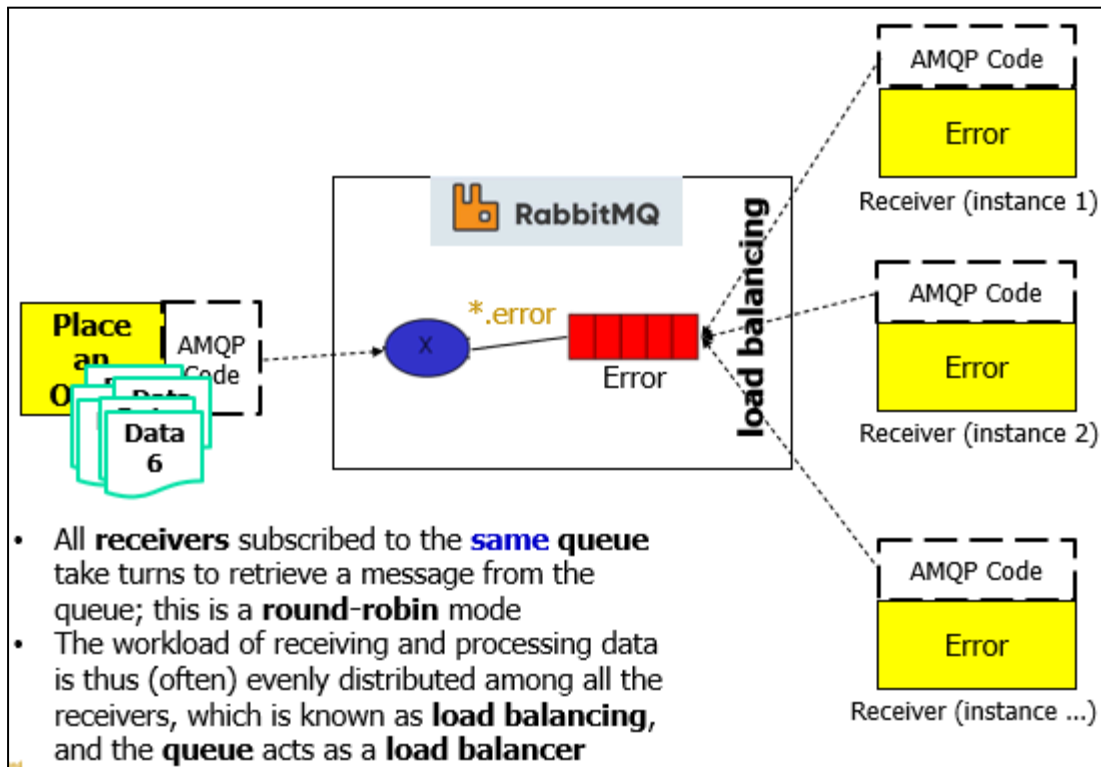 AMQP Code
Error
Receiver (instance 1)
RabbitMQ
load balancing
*.error
X
Error
Place
an
AMQP
Code
Data
Data
6
AMQP Code
Error
Receiver (instance 2)
AMQP Code
Error
Receiver (instance ...)
• All receivers subscribed to the same queue
take turns to retrieve a message from the
queue; this is a round-robin mode
• The workload of receiving and processing data
is thus (often) evenly distributed among all the
receivers, which is known as load balancing,
and the queue acts as a load balancer